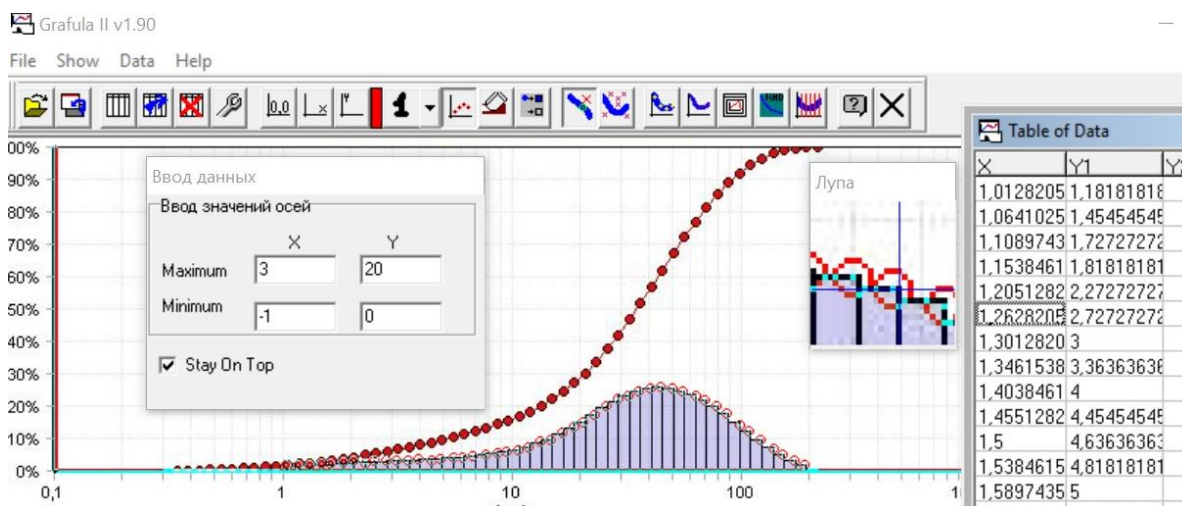 Grafula II v1.90
File Show Data Help
0,0
x
Y
1
FIND
?
Table of Data
X Y1
1,0128205 1,18181818
1,0641025 1,45454545
1,1089743 1,72727272
1,1538461 1,81818181
1,2051282 2,27272727
1,2628205 2,72727272
1,3012820 3
1,3461538 3,36363636
1,4038461 4
1,4551282 4,45454545
1,5 4,63636363
1,5384615 4,81818181
1,5897435 5
Ввод данных
Ввод значений осей
X Y
Maximum 3 20
Minimum -1 0
Stay On Top
Лупа
00%
90%
80%
70%
60%
50%
40%
30%
20%
10%
0%
0,1 1 10 100